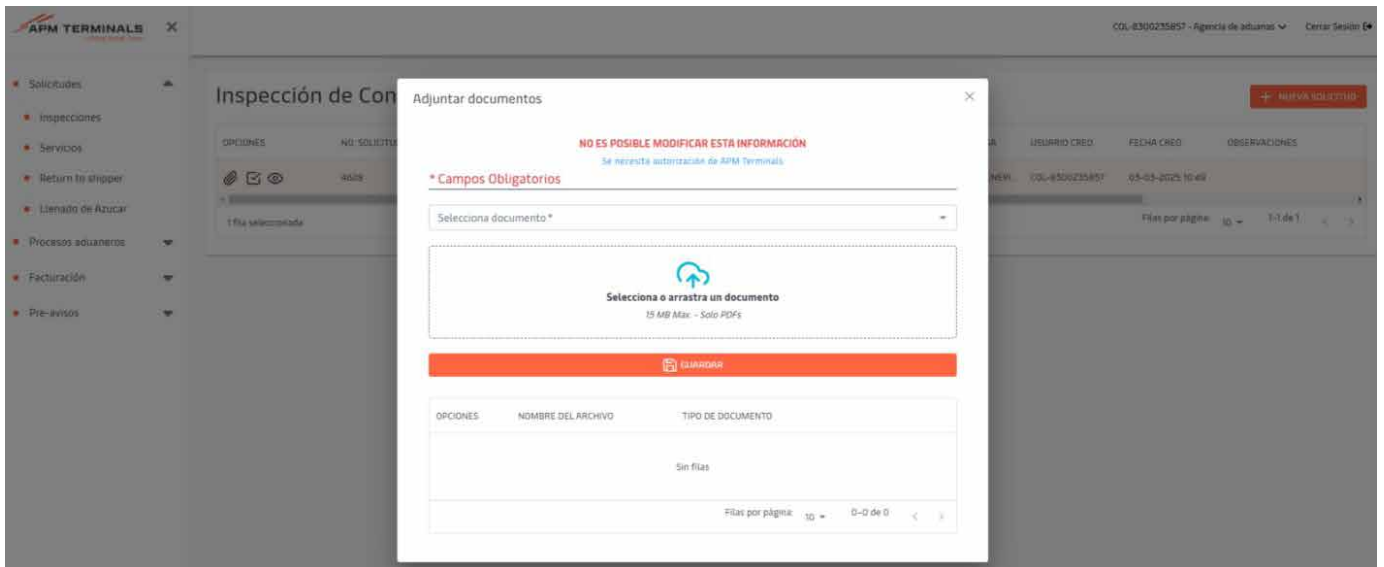 APM TERMINALS
COL-8300235857 - Agencia de aduanas
Cerrar Sesión
Solicitudes
Inspecciones
Servicios
Return to shipper
Llenado de Azucar
Procesos aduaneros
Facturación
Pre-avisos
Inspección de Con
NUEVA SOLICITUD
OPCIONES
NO. SOLICITU
USUARIO CREO
FECHA CREO
OBSERVACIONES
4609
COL-8300235857
03-03-2025 10:49
1 fila seleccionada
Filas por página: 10
1-1 de 1
Adjuntar documentos
NO ES POSIBLE MODIFICAR ESTA INFORMACIÓN
Se necesita autorización de APM Terminals
* Campos Obligatorios
Selecciona documento *
Selecciona o arrastra un documento
15 MB Max. - Solo PDFs
GUARDAR
OPCIONES
NOMBRE DEL ARCHIVO
TIPO DE DOCUMENTO
Sin filas
Filas por página: 10
0-0 de 0